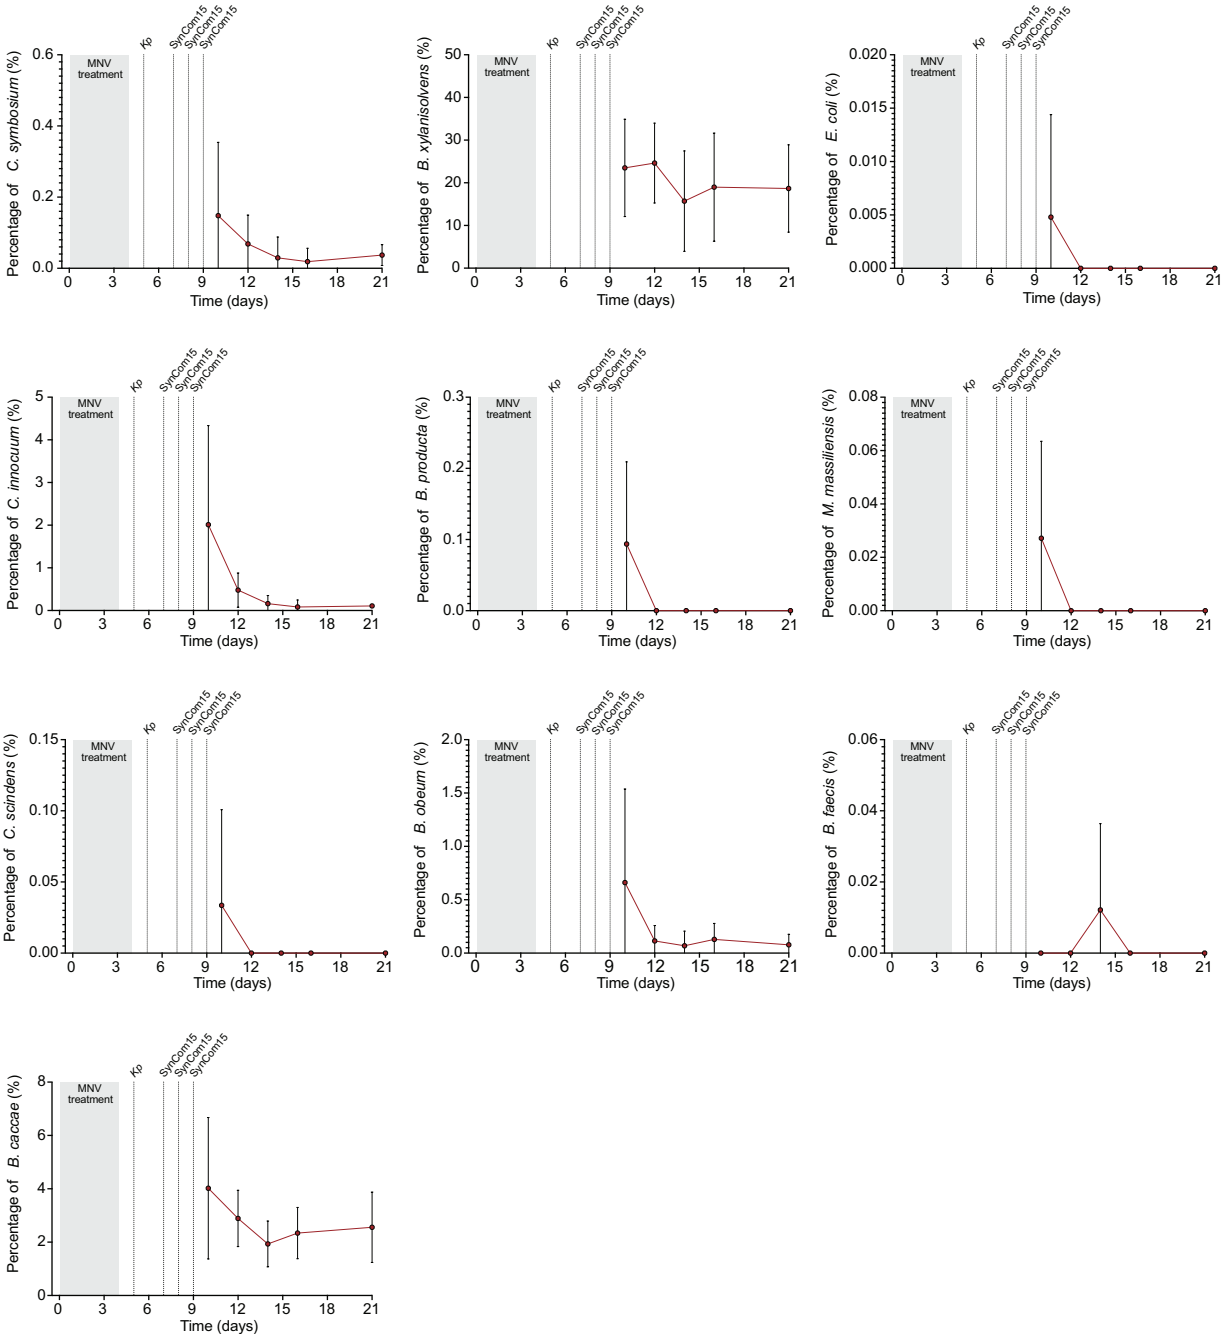 Kp SynCom15 SynCom15 SynCom15
MNV
treatment
Percentage of C. symbosium (%)
0.6
0.4
0.2
0.0
0 3 6 9 12 15 18 21
Time (days)
Kp SynCom15 SynCom15 SynCom15
MNV
treatment
Percentage of B. xylanisolvens (%)
50
40
30
20
10
0
0 3 6 9 12 15 18 21
Time (days)
Kp SynCom15 SynCom15 SynCom15
MNV
treatment
Percentage of E. coli (%)
0.020
0.015
0.010
0.005
0.000
0 3 6 9 12 15 18 21
Time (days)
Kp SynCom15 SynCom15 SynCom15
MNV
treatment
Percentage of C. innocuum (%)
5
4
3
2
1
0
0 3 6 9 12 15 18 21
Time (days)
Kp SynCom15 SynCom15 SynCom15
MNV
treatment
Percentage of B. producta (%)
0.3
0.2
0.1
0.0
0 3 6 9 12 15 18 21
Time (days)
Kp SynCom15 SynCom15 SynCom15
MNV
treatment
Percentage of M. massiliensis (%)
0.08
0.06
0.04
0.02
0.00
0 3 6 9 12 15 18 21
Time (days)
Kp SynCom15 SynCom15 SynCom15
MNV
treatment
Percentage of C. scindens (%)
0.15
0.10
0.05
0.00
0 3 6 9 12 15 18 21
Time (days)
Kp SynCom15 SynCom15 SynCom15
MNV
treatment
Percentage of B. obeum (%)
2.0
1.5
1.0
0.5
0.0
0 3 6 9 12 15 18 21
Time (days)
Kp SynCom15 SynCom15 SynCom15
MNV
treatment
Percentage of B. faecis (%)
0.06
0.04
0.02
0.00
0 3 6 9 12 15 18 21
Time (days)
Kp SynCom15 SynCom15 SynCom15
MNV
treatment
Percentage of B. caccae (%)
8
6
4
2
0
0 3 6 9 12 15 18 21
Time (days)